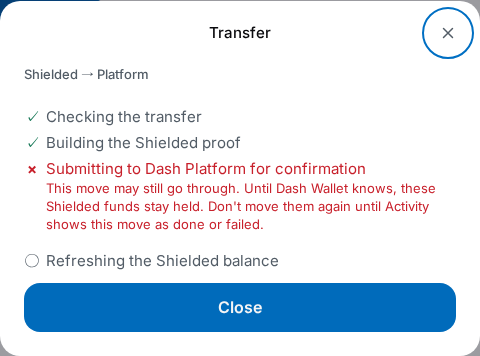 Transfer
Shielded → Platform
✓ Checking the transfer
✓ Building the Shielded proof
× Submitting to Dash Platform for confirmation
This move may still go through. Until Dash Wallet knows, these
Shielded funds stay held. Don't move them again until Activity
shows this move as done or failed.
Refreshing the Shielded balance
Close